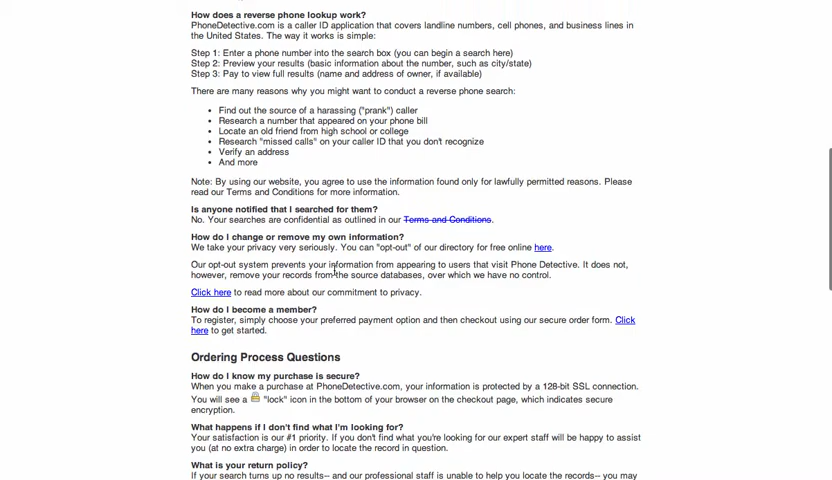 How does a reverse phone lookup work?
PhoneDetective.com is a caller ID application that covers landline numbers, cell phones, and business lines in
the United States. The way it works is simple:
Step 1: Enter a phone number into the search box (you can begin a search here)
Step 2: Preview your results (basic information about the number, such as city/state)
Step 3: Pay to view full results (name and address of owner, if available)
There are many reasons why you might want to conduct a reverse phone search:
• Find out the source of a harassing ("prank") caller
• Research a number that appeared on your phone bill
• Locate an old friend from high school or college
• Research "missed calls" on your caller ID that you don't recognize
• Verify an address
• And more
Note: By using our website, you agree to use the information found only for lawfully permitted reasons. Please
read our Terms and Conditions for more information.
Is anyone notified that I searched for them?
No. Your searches are confidential as outlined in our Terms and Conditions.
How do I change or remove my own information?
We take your privacy very seriously. You can "opt-out" of our directory for free online here.
Our opt-out system prevents your information from appearing to users that visit Phone Detective. It does not,
however, remove your records from the source databases, over which we have no control.
Click here to read more about our commitment to privacy.
How do I become a member?
To register, simply choose your preferred payment option and then checkout using our secure order form. Click
here to get started.
Ordering Process Questions
How do I know my purchase is secure?
When you make a purchase at PhoneDetective.com, your information is protected by a 128-bit SSL connection.
You will see a "lock" icon in the bottom of your browser on the checkout page, which indicates secure
encryption.
What happens if I don't find what I'm looking for?
Your satisfaction is our #1 priority. If you don't find what you're looking for our expert staff will be happy to assist
you (at no extra charge) in order to locate the record in question.
What is your return policy?
If your search turns up no results-- and our professional staff is unable to help you locate the records-- you may